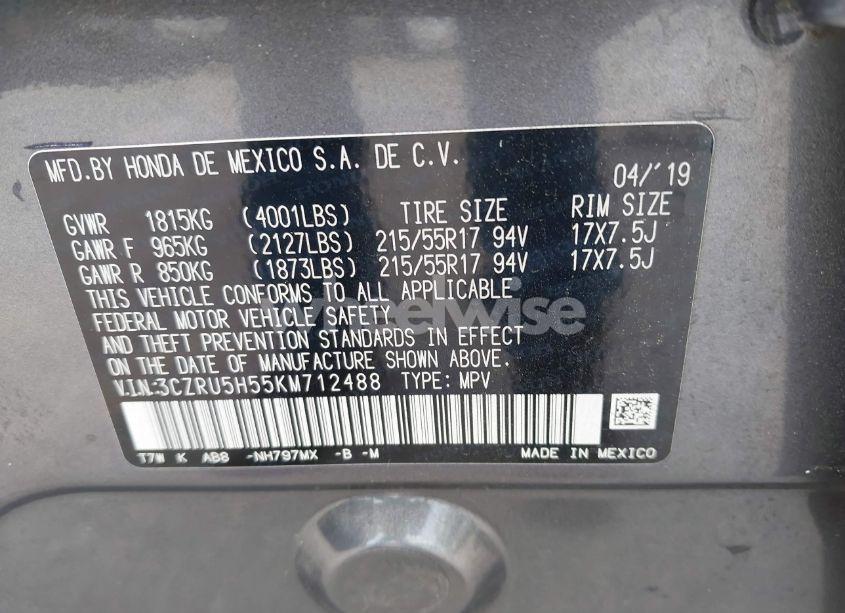 MFD.BY HONDA DE MEXICO S.A. DE C.V.
04/'19
GVWR 1815KG (4001LBS) TIRE SIZE RIM SIZE
GAWR F 965KG (2127LBS) 215/55R17 94V 17X7.5J
GAWR R 850KG (1873LBS) 215/55R17 94V 17X7.5J
THIS VEHICLE CONFORMS TO ALL APPLICABLE
FEDERAL MOTOR VEHICLE SAFETY
AND THEFT PREVENTION STANDARDS IN EFFECT
ON THE DATE OF MANUFACTURE SHOWN ABOVE.
V.I.N:3CZRU5H55KM712488 TYPE: MPV
T7W K AB8 -NH797MX -B -M MADE IN MEXICO